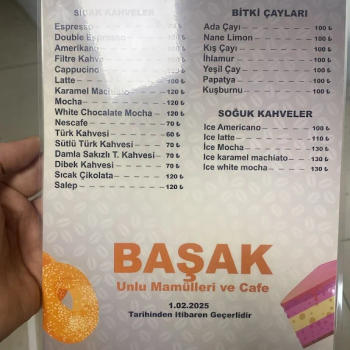 SICAK KAHVELER
Espresso
Double Espresso
Amerikano
Filtre Kahve
Cappucino
Latte
Karamel Machiato 120 ₺
Mocha 120 ₺
White Chocalate Mocha 120 ₺
Nescafe 70 ₺
Türk Kahvesi 60 ₺
Sütlü Türk Kahvesi 70 ₺
Damla Sakızlı T. Kahvesi 70 ₺
Dibek Kahvesi 70 ₺
Sıcak Çikolata 120 ₺
Salep 120 ₺
BİTKİ ÇAYLARI
Ada Çayı 100 ₺
Nane Limon 100 ₺
Kış Çayı 100 ₺
İhlamur 100 ₺
Yeşil Çay 100 ₺
Papatya 100 ₺
Kuşburnu 100 ₺
SOĞUK KAHVELER
Ice Americano 100 ₺
Ice latte 110 ₺
İce Mocha 130 ₺
Ice karamel machiato 130 ₺
Ice white mocha 130 ₺
BAŞAK
Unlu Mamülleri ve Cafe
1.02.2025
Tarihinden Itibaren Geçerlidir